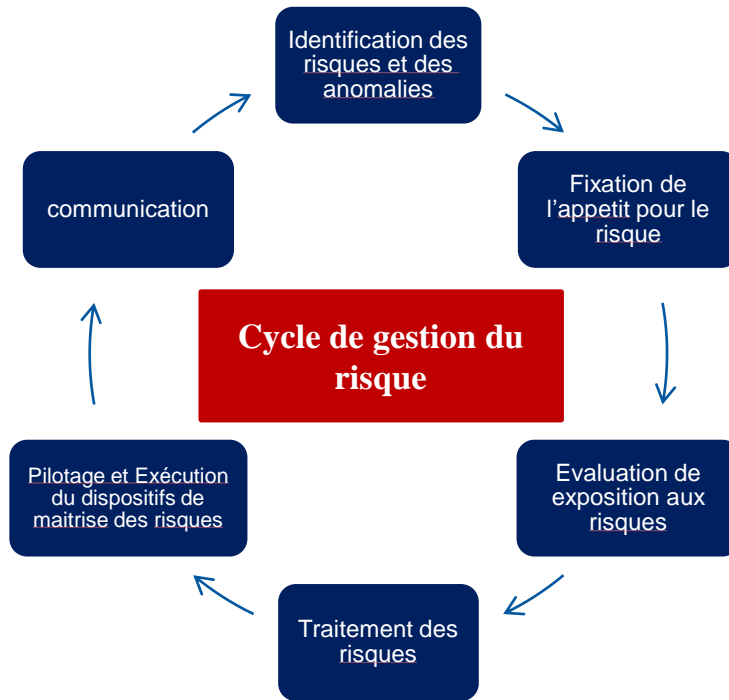 Identification des
risques et des
anomalies
Fixation de
l'appetit pour le
risque
Evaluation de
exposition aux
risques
Traitement des
risques
Pilotage et Exécution
du dispositifs de
maitrise des risques
communication
Cycle de gestion du
risque